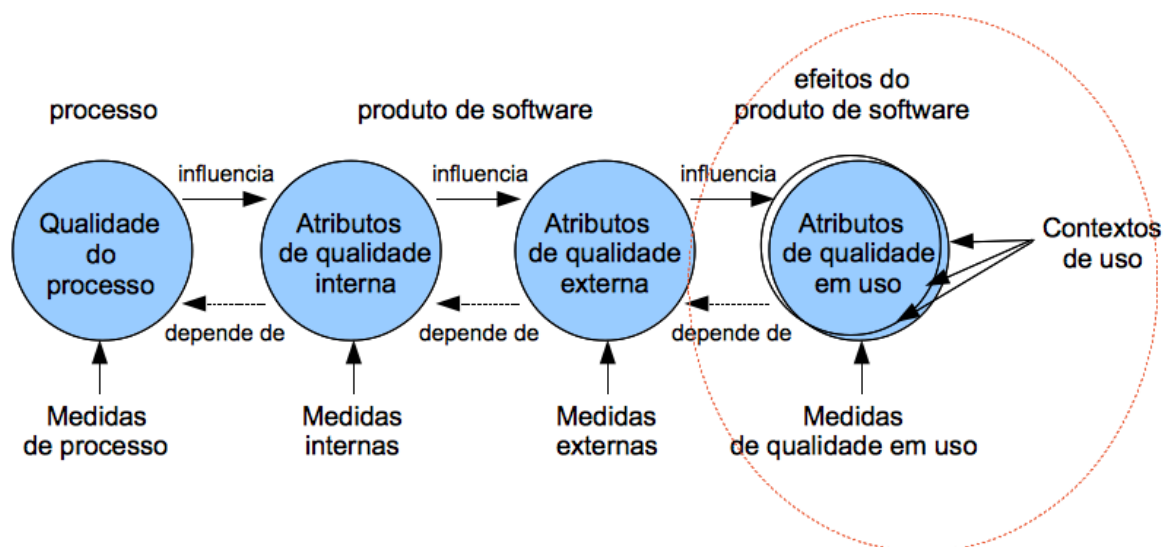 processo
produto de software
efeitos do
produto de software
influencia
influencia
influencia
Qualidade
do
processo
Atributos
de qualidade
interna
Atributos
de qualidade
externa
Atributos
de qualidade
em uso
Contextos
de uso
depende de
depende de
depende de
Medidas
de processo
Medidas
internas
Medidas
externas
Medidas
de qualidade em uso